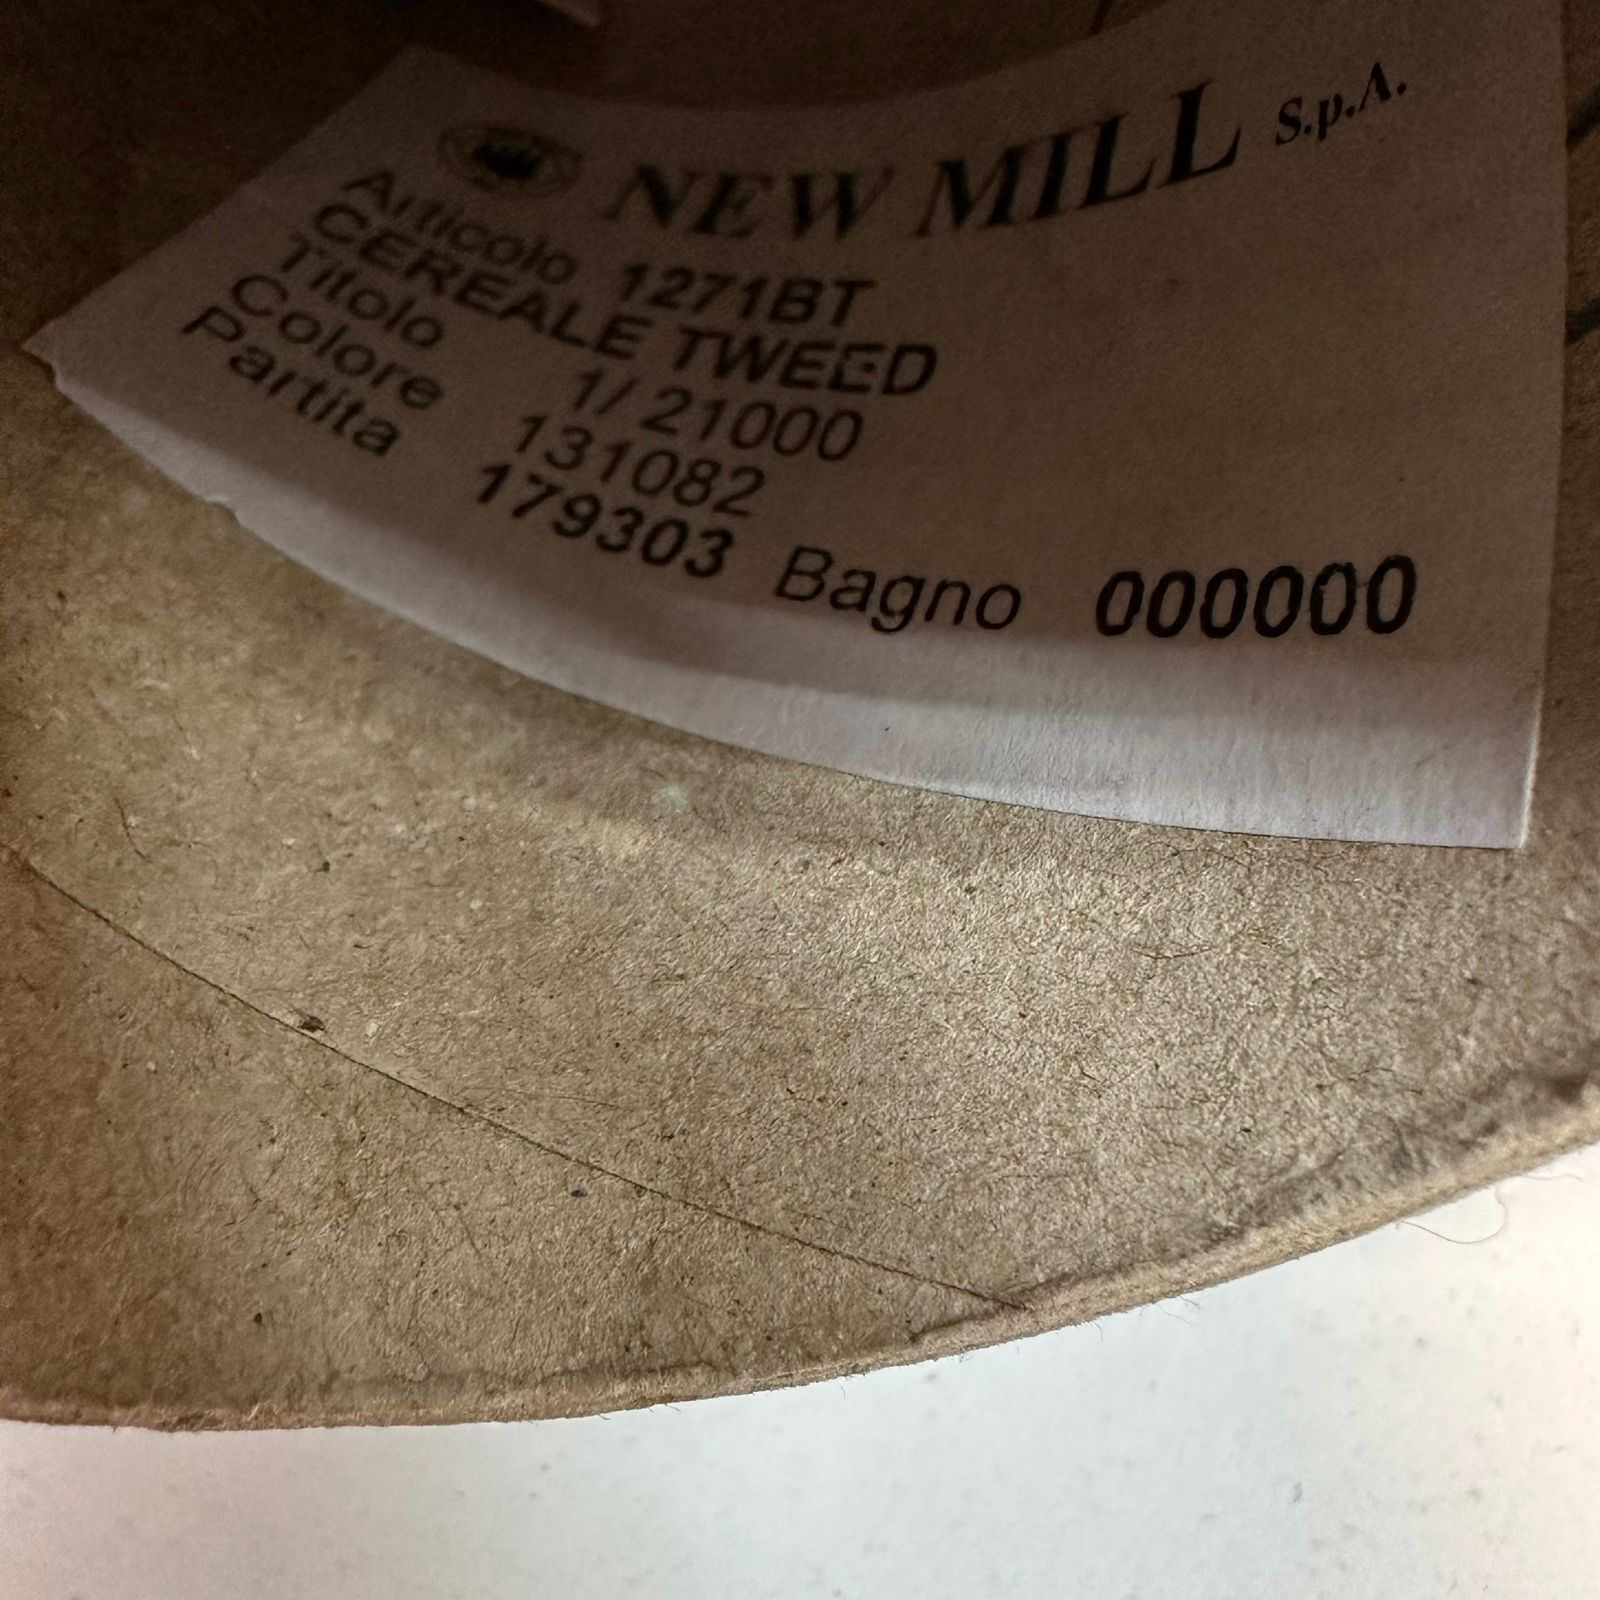 NEW MILL S.p.A.
Articolo 1271BT
CEREALE TWEED
Titolo 1/ 21000
Colore 131082
Partita 179303 Bagno 000000